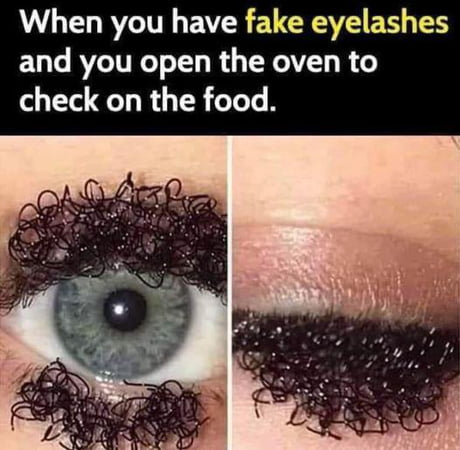 When you have fake eyelashes
and you open the oven to
check on the food.